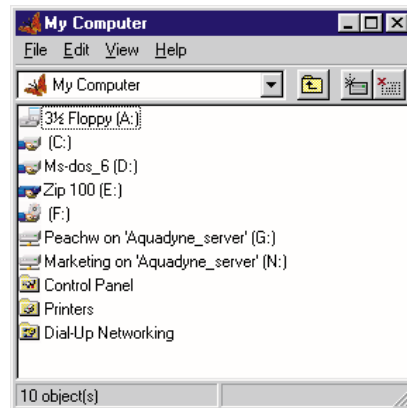 My Computer
File Edit View Help
My Computer
3½ Floppy (A:)
(C:)
Ms-dos_6 (D:)
Zip 100 (E:)
(F:)
Peachw on 'Aquadyne_server' (G:)
Marketing on 'Aquadyne_server' (N:)
Control Panel
Printers
Dial-Up Networking
10 object(s)